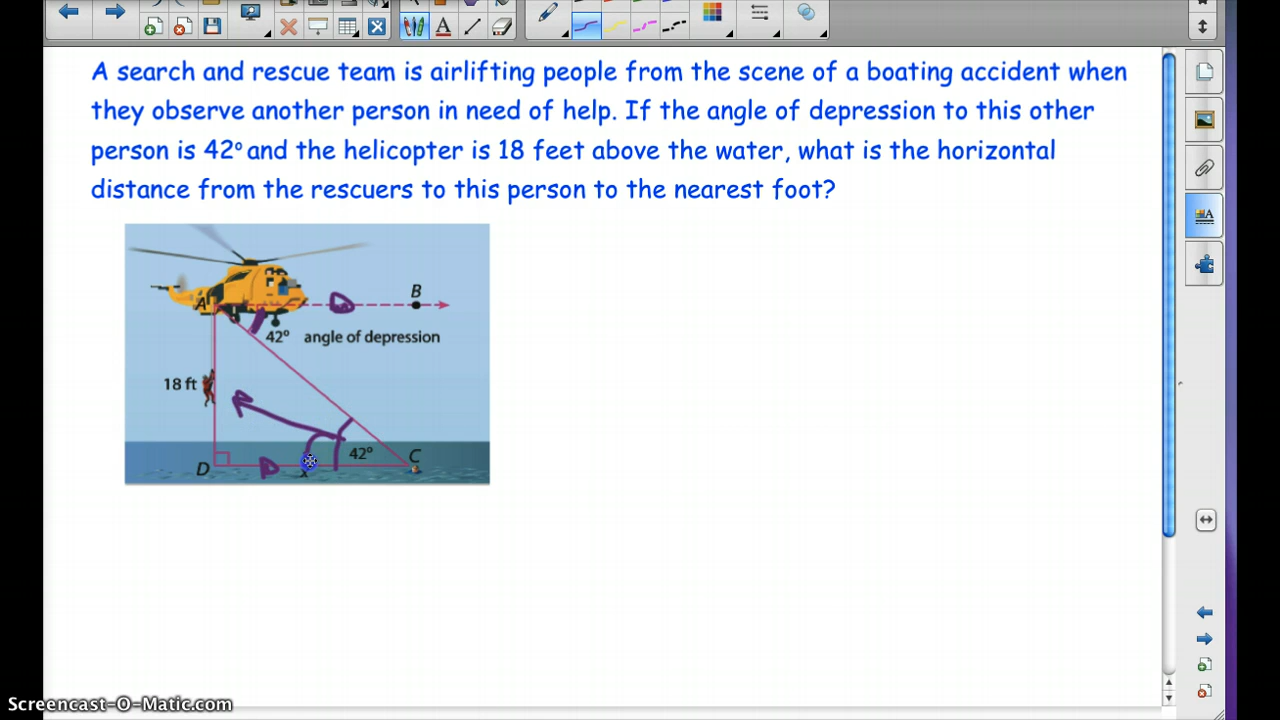 A search and rescue team is airlifting people from the scene of a boating accident when
they observe another person in need of help. If the angle of depression to this other
person is 42° and the helicopter is 18 feet above the water, what is the horizontal
distance from the rescuers to this person to the nearest foot?
A
B
42° angle of depression
18 ft
42°
D
C
Screencast-O-Matic.com